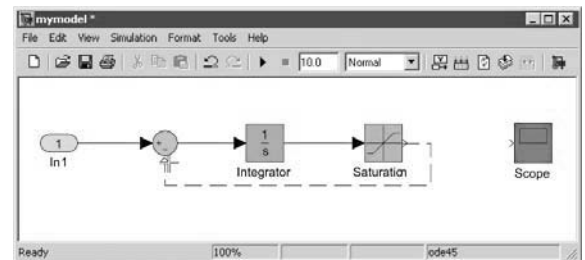 mymodel *
File Edit View Simulation Format Tools Help
10.0 Normal
1
In1
+
-
1
s
Integrator
Saturation
Scope
Ready 100% ode45